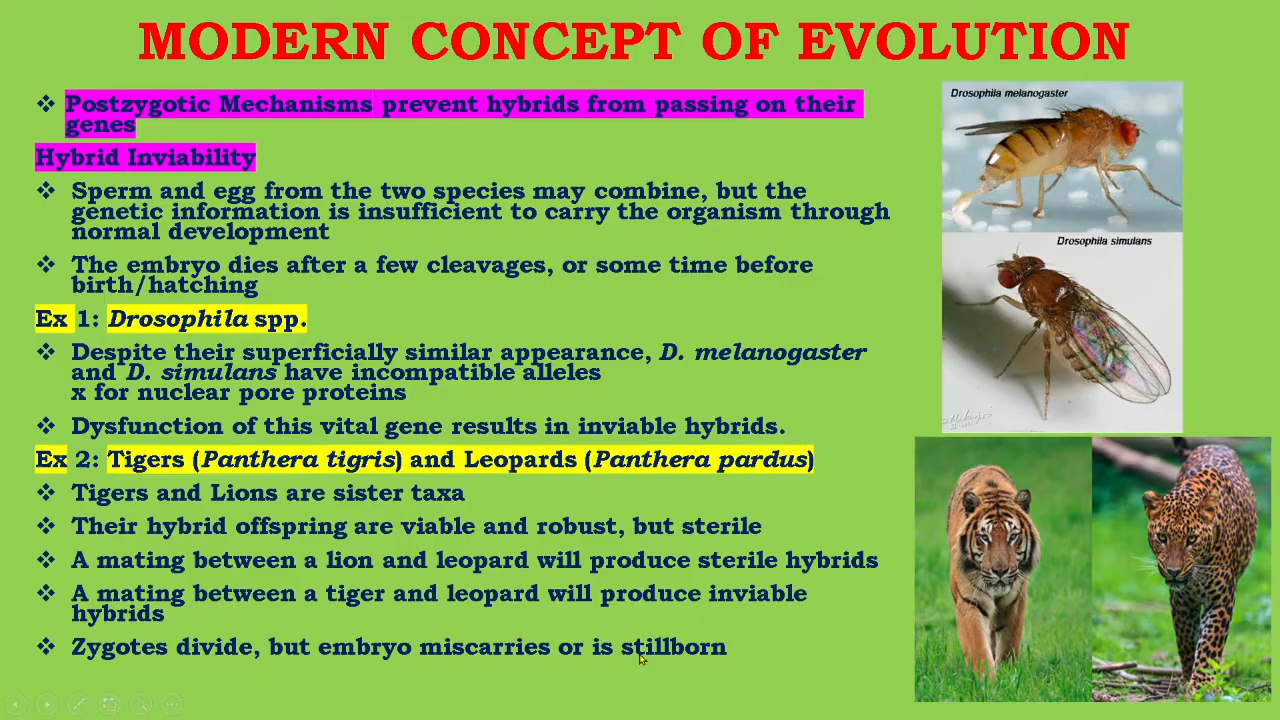 MODERN CONCEPT OF EVOLUTION
❖ Postzygotic Mechanisms prevent hybrids from passing on their
genes
Hybrid Inviability
❖ Sperm and egg from the two species may combine, but the
genetic information is insufficient to carry the organism through
normal development
❖ The embryo dies after a few cleavages, or some time before
birth/hatching
Ex 1: Drosophila spp.
❖ Despite their superficially similar appearance, D. melanogaster
and D. simulans have incompatible alleles
x for nuclear pore proteins
❖ Dysfunction of this vital gene results in inviable hybrids.
Ex 2: Tigers (Panthera tigris) and Leopards (Panthera pardus)
❖ Tigers and Lions are sister taxa
❖ Their hybrid offspring are viable and robust, but sterile
❖ A mating between a lion and leopard will produce sterile hybrids
❖ A mating between a tiger and leopard will produce inviable
hybrids
❖ Zygotes divide, but embryo miscarries or is stillborn
Drosophila melanogaster
Drosophila simulans